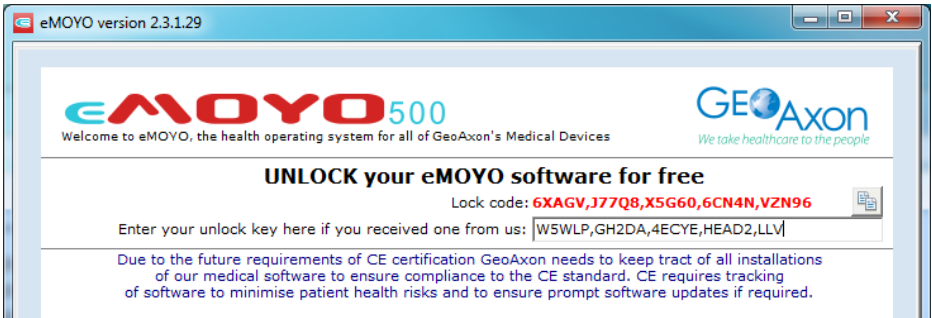 eMOYO version 2.3.1.29
eMOYO 500
GEOAxon
Welcome to eMOYO, the health operating system for all of GeoAxon's Medical Devices
We take healthcare to the people
UNLOCK your eMOYO software for free
Lock code: 6XAGV,J77Q8,X5G60,6CN4N,VZN96
Enter your unlock key here if you received one from us: W5WLP,GH2DA,4ECYE,HEAD2,LLV
Due to the future requirements of CE certification GeoAxon needs to keep tract of all installations
of our medical software to ensure compliance to the CE standard. CE requires tracking
of software to minimise patient health risks and to ensure prompt software updates if required.